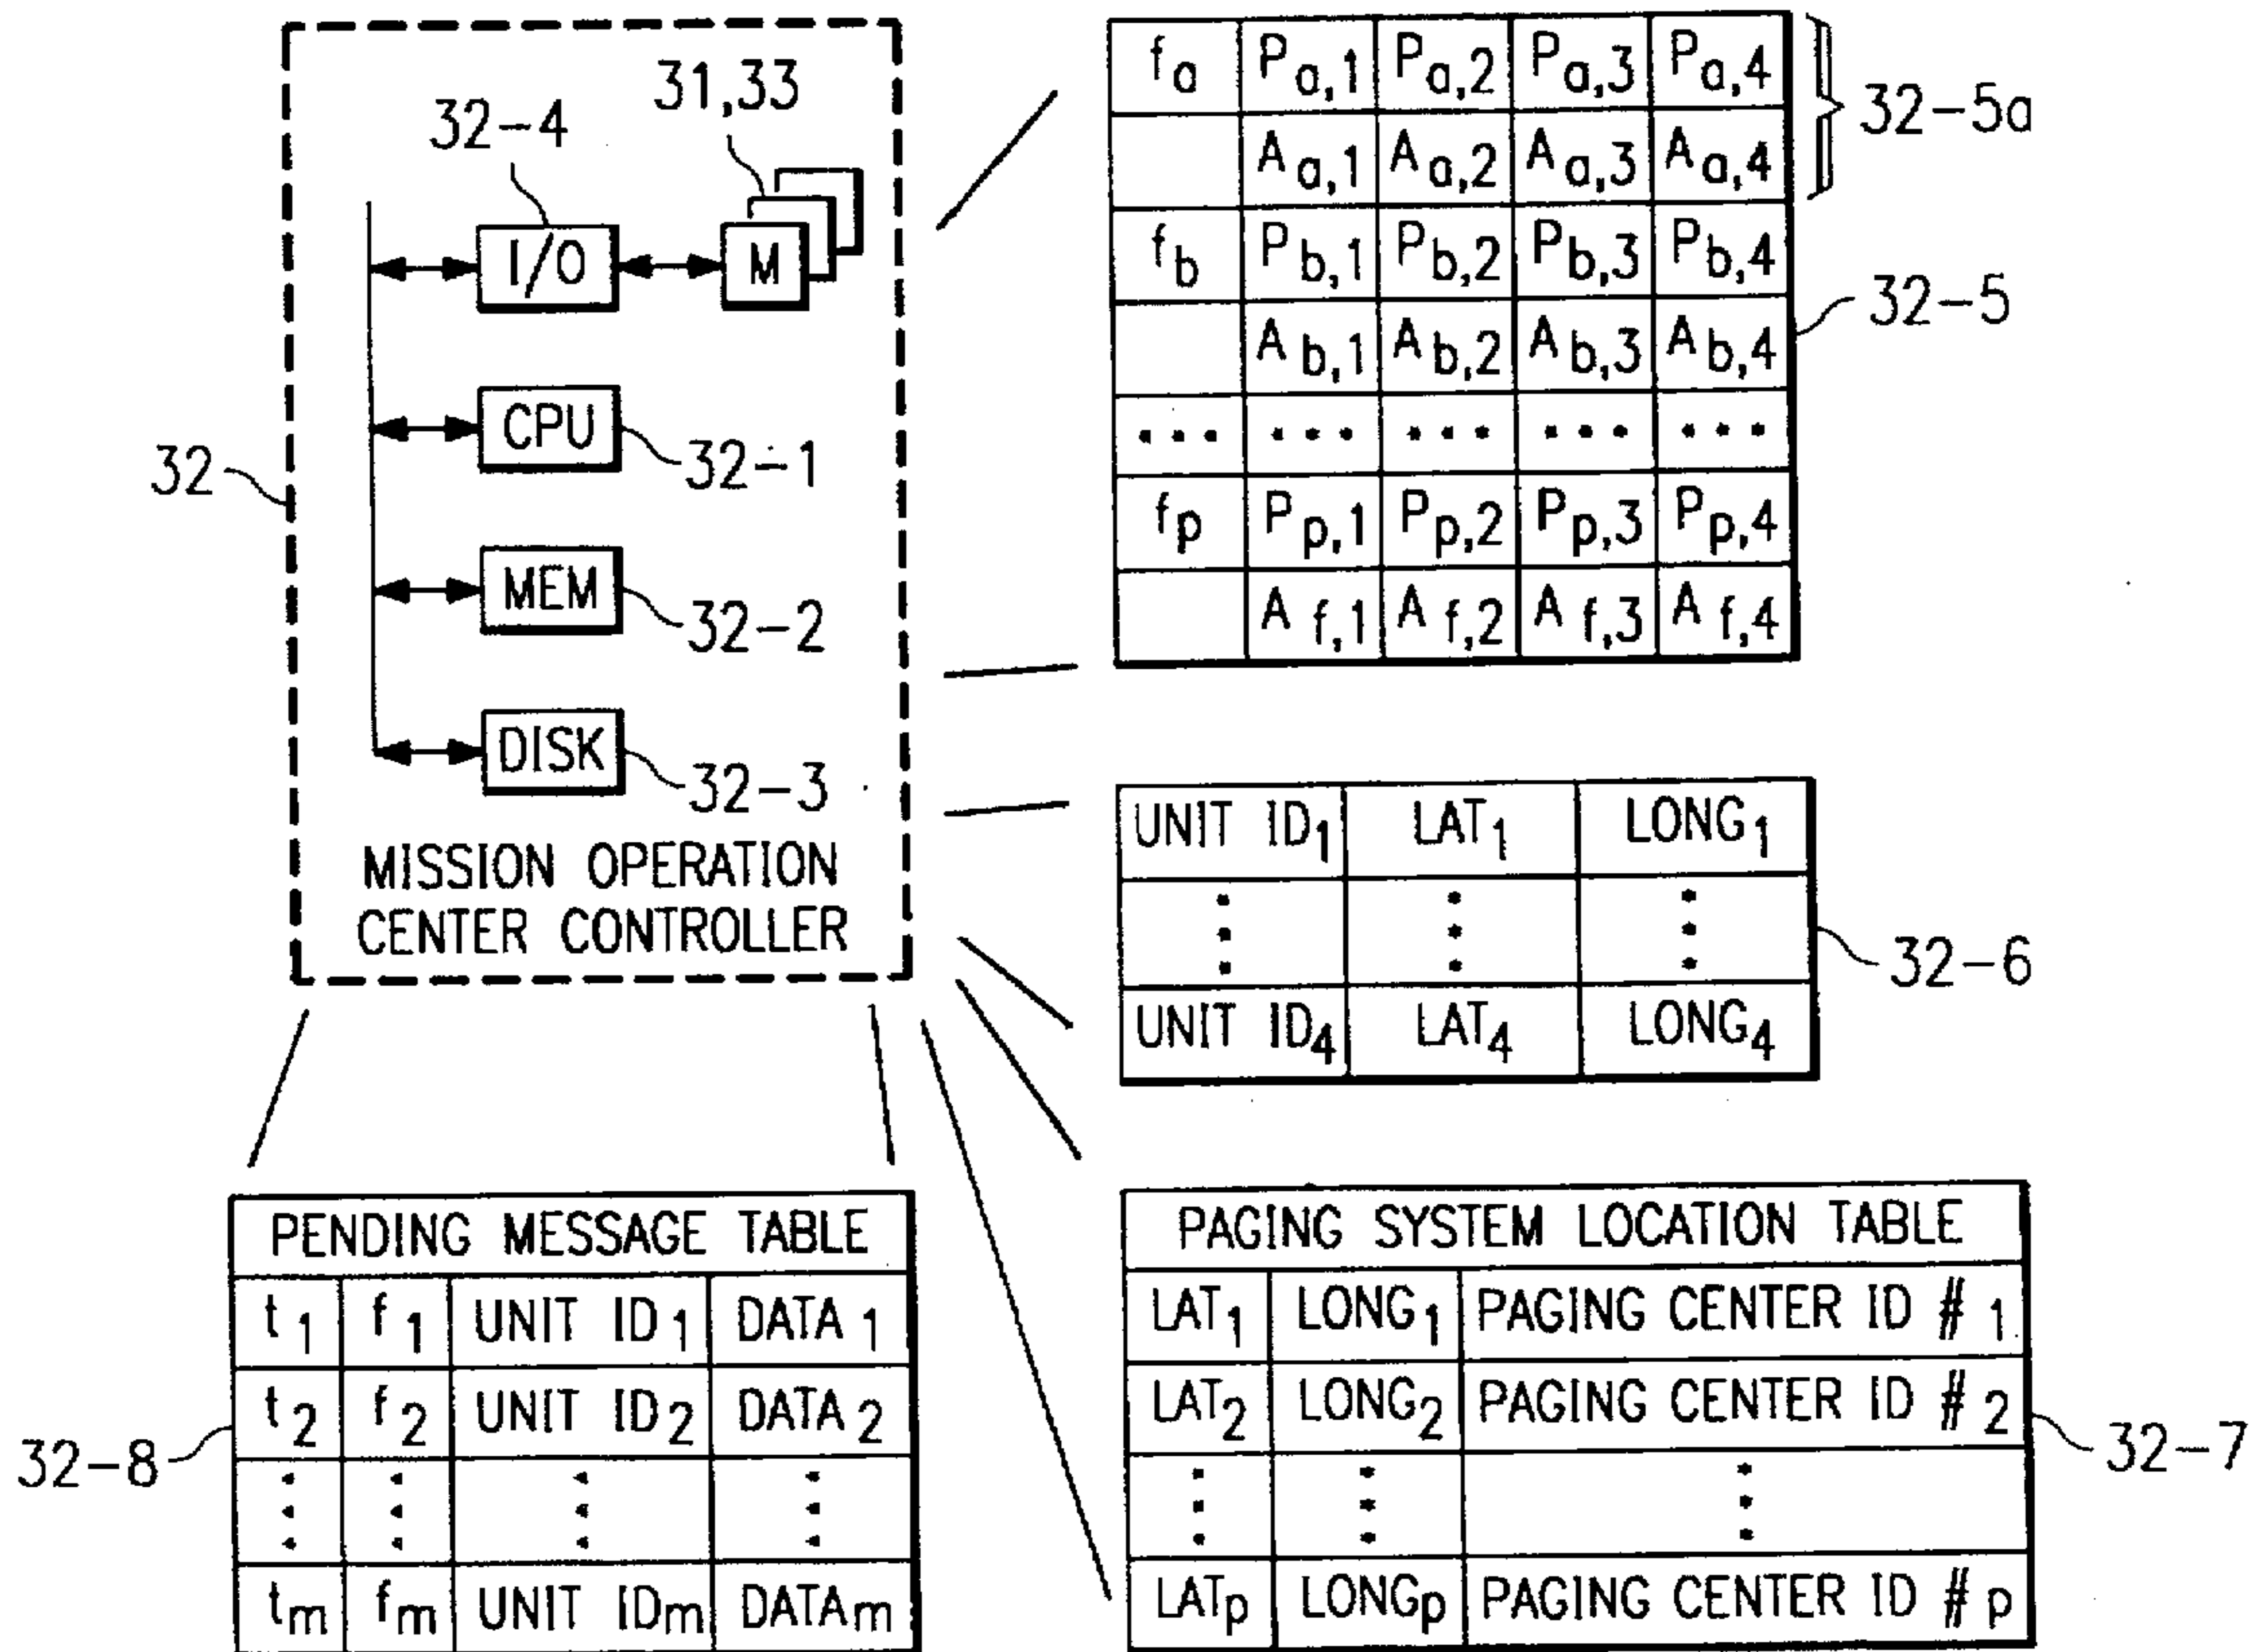 31,33
32-4
I/O
M
CPU
32-1
32
MEM
32-2
DISK
32-3
MISSION OPERATION
CENTER CONTROLLER
fa Pa,1 Pa,2 Pa,3 Pa,4
Aa,1 Aa,2 Aa,3 Aa,4
32-5a
fb Pb,1 Pb,2 Pb,3 Pb,4
32-5
Ab,1 Ab,2 Ab,3 Ab,4
... ... ... ... ...
fp Pp,1 Pp,2 Pp,3 Pp,4
Af,1 Af,2 Af,3 Af,4
UNIT ID1 LAT1 LONG1
32-6
UNIT ID4 LAT4 LONG4
PENDING MESSAGE TABLE
t1 f1 UNIT ID1 DATA1
t2 f2 UNIT ID2 DATA2
32-8
tm fm UNIT IDm DATAm
PAGING SYSTEM LOCATION TABLE
LAT1 LONG1 PAGING CENTER ID # 1
LAT2 LONG2 PAGING CENTER ID # 2
32-7
LATp LONGp PAGING CENTER ID # p